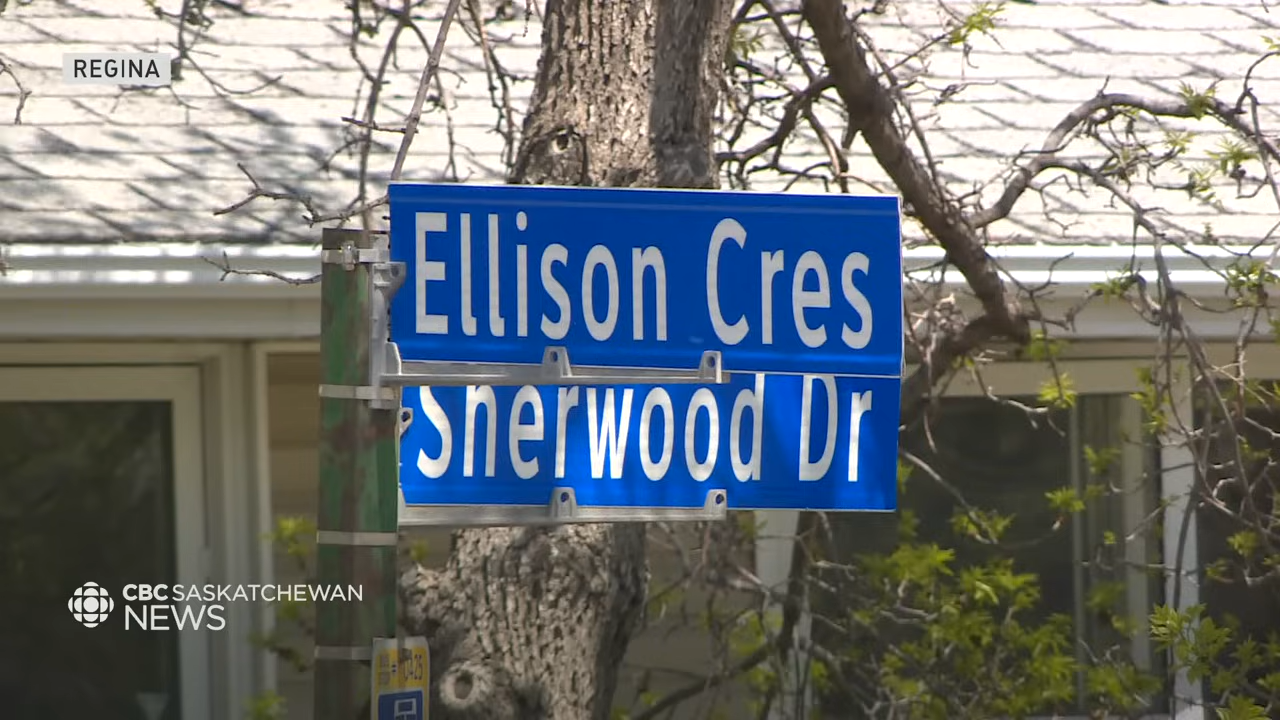 REGINA
Ellison Cres
Sherwood Dr
CBC SASKATCHEWAN
NEWS